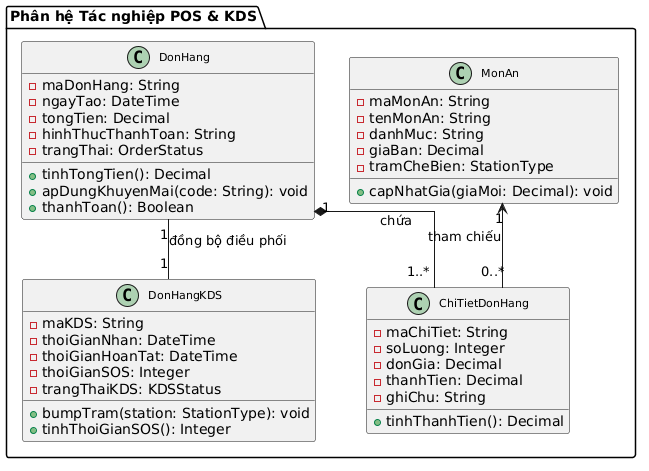 Phân hệ Tác nghiệp POS & KDS
C DonHang
maDonHang: String
ngayTao: DateTime
tongTien: Decimal
hinhThucThanhToan: String
trangThai: OrderStatus
tinhTongTien(): Decimal
apDungKhuyenMai(code: String): void
thanhToan(): Boolean
C MonAn
maMonAn: String
tenMonAn: String
danhMuc: String
giaBan: Decimal
tramCheBien: StationType
capNhatGia(giaMoi: Decimal): void
1
chứa
1..*
1
tham chiếu
0..*
1
đồng bộ điều phối
1
C DonHangKDS
maKDS: String
thoiGianNhan: DateTime
thoiGianHoanTat: DateTime
thoiGianSOS: Integer
trangThaiKDS: KDSStatus
bumpTram(station: StationType): void
tinhThoiGianSOS(): Integer
C ChiTietDonHang
maChiTiet: String
soLuong: Integer
donGia: Decimal
thanhTien: Decimal
ghiChu: String
tinhThanhTien(): Decimal